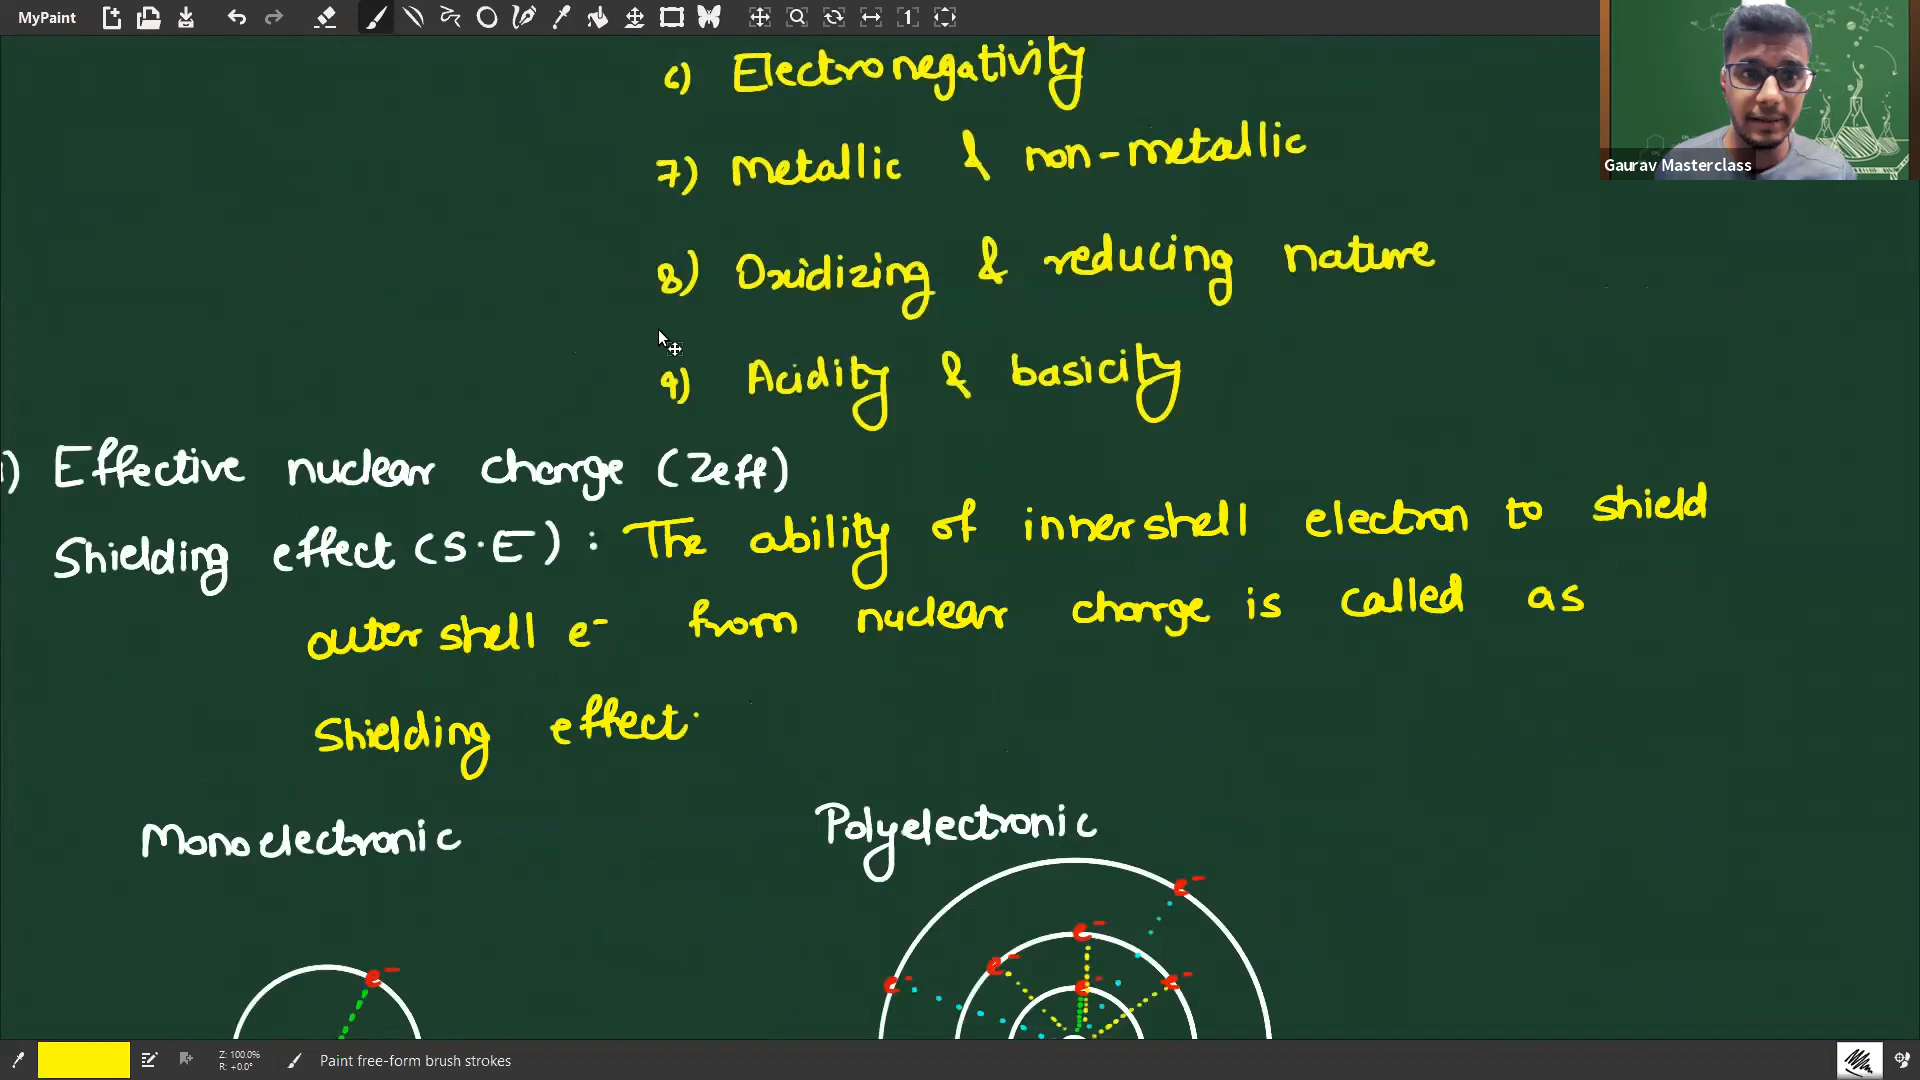 MyPaint
6) Electronegativity
7) Metallic & non-metallic
Gaurav Masterclass
8) Oxidizing & reducing nature
9) Acidity & basicity
) Effective nuclear charge (Zeff)
Shielding effect (S.E) : The ability of innershell electron to shield
outer shell e⁻ from nuclear charge is called as
Shielding effect.
Monoelectronic
Polyelectronic
e⁻
e⁻
e⁻ e⁻
e⁻ e⁻ e⁻ e⁻
Z: 100.0%
R: +0.0°
Paint free-form brush strokes